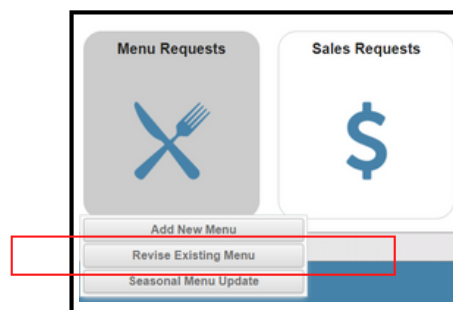 Menu Requests
Sales Requests
$
Add New Menu
Revise Existing Menu
Seasonal Menu Update